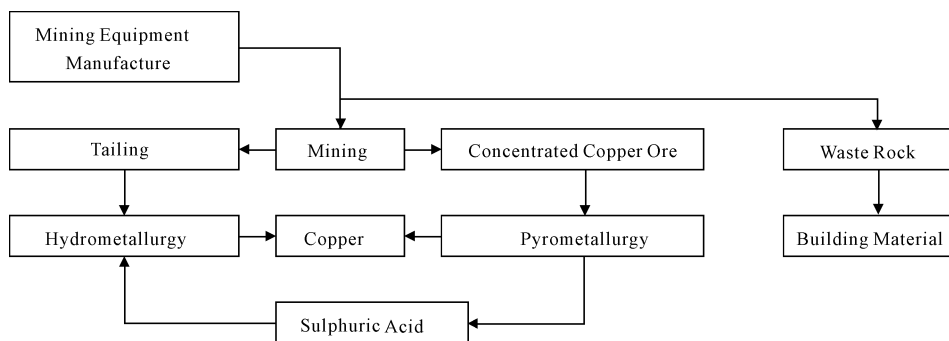 Mining Equipment
Manufacture
Tailing
Mining
Concentrated Copper Ore
Waste Rock
Hydrometallurgy
Copper
Pyrometallurgy
Building Material
Sulphuric Acid